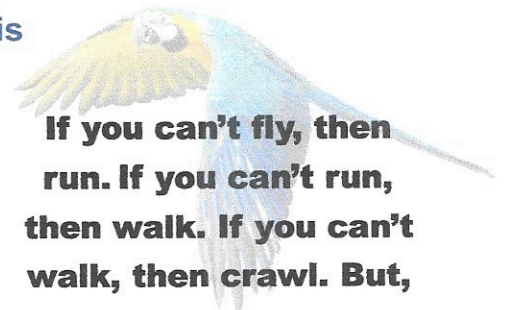 is
If you can't fly, then
run. If you can't run,
then walk. If you can't
walk, then crawl. But,